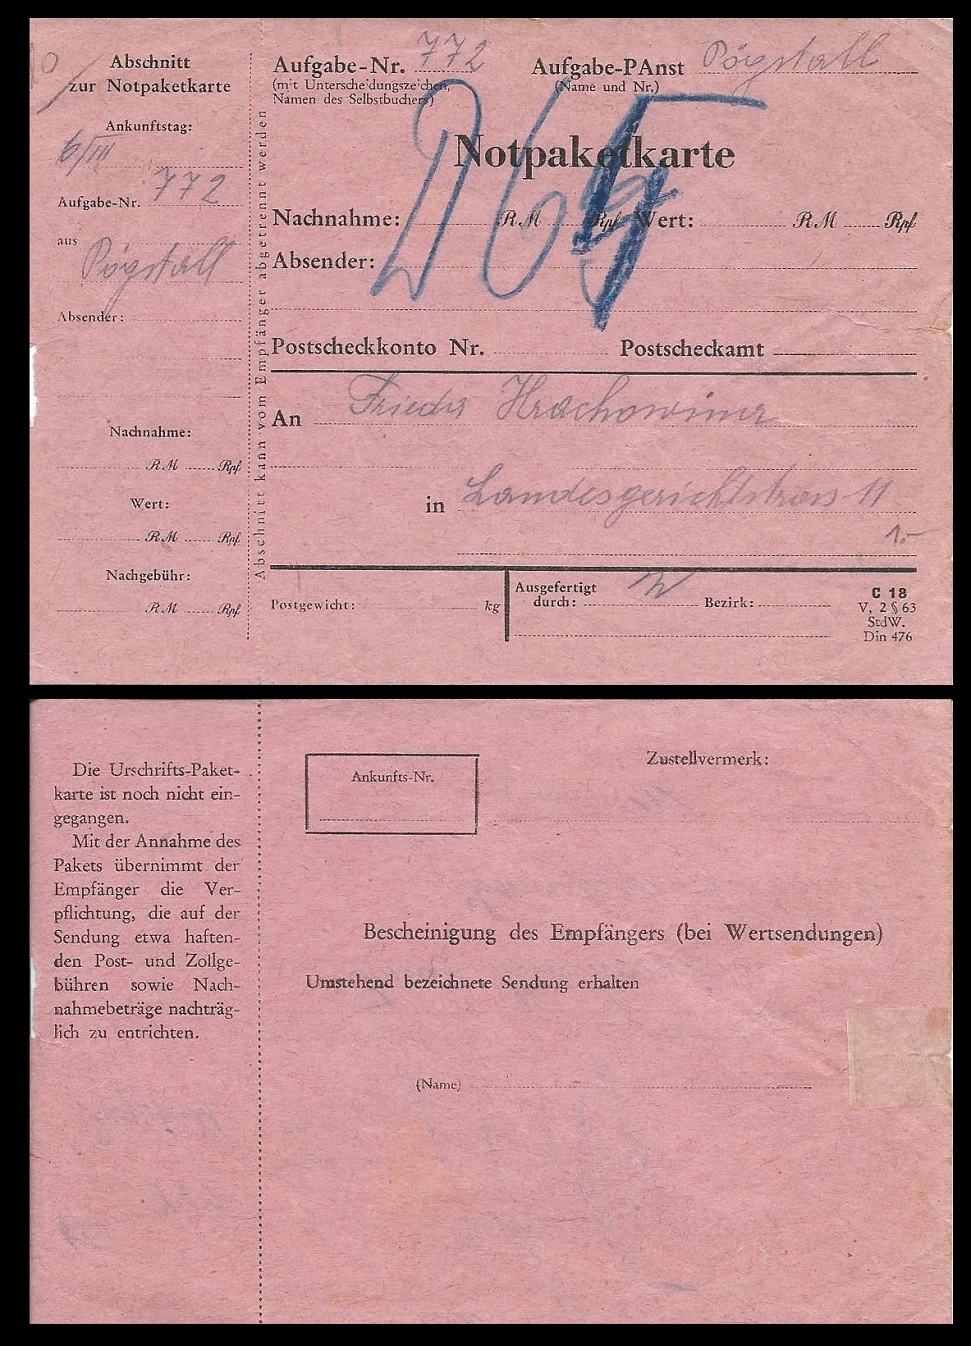 Abschnitt
zur Notpaketkarte
Ankunftstag:
6/III
Aufgabe-Nr. 772
aus
Pögstall
Absender:
Nachnahme:
RM Rpf
Wert:
RM Rpf
Nachgebühr:
RM Rpf
Abschnitt kann vom Empfänger abgetrennt werden
Aufgabe-Nr. 772 Aufgabe-PAnst Pögstall
(mit Unterscheidungszeichen, (Name und Nr.)
Namen des Selbstbuchers)
Notpaketkarte
Nachnahme: RM Rpf Wert: RM Rpf
Absender:
Postscheckkonto Nr. Postscheckamt
An
in Landesgerichtstrass 11
1.-
Postgewicht: kg
Ausgefertigt
durch: Bezirk:
C 18
V, 2 § 63
StdW.
Din 476
Die Urschrifts-Paket-
karte ist noch nicht ein-
gegangen.
Mit der Annahme des
Pakets übernimmt der
Empfänger die Ver-
pflichtung, die auf der
Sendung etwa haften-
den Post- und Zollge-
bühren sowie Nach-
nahmebeträge nachträg-
lich zu entrichten.
Ankunfts-Nr.
Zustellvermerk:
Bescheinigung des Empfängers (bei Wertsendungen)
Umstehend bezeichnete Sendung erhalten
(Name)